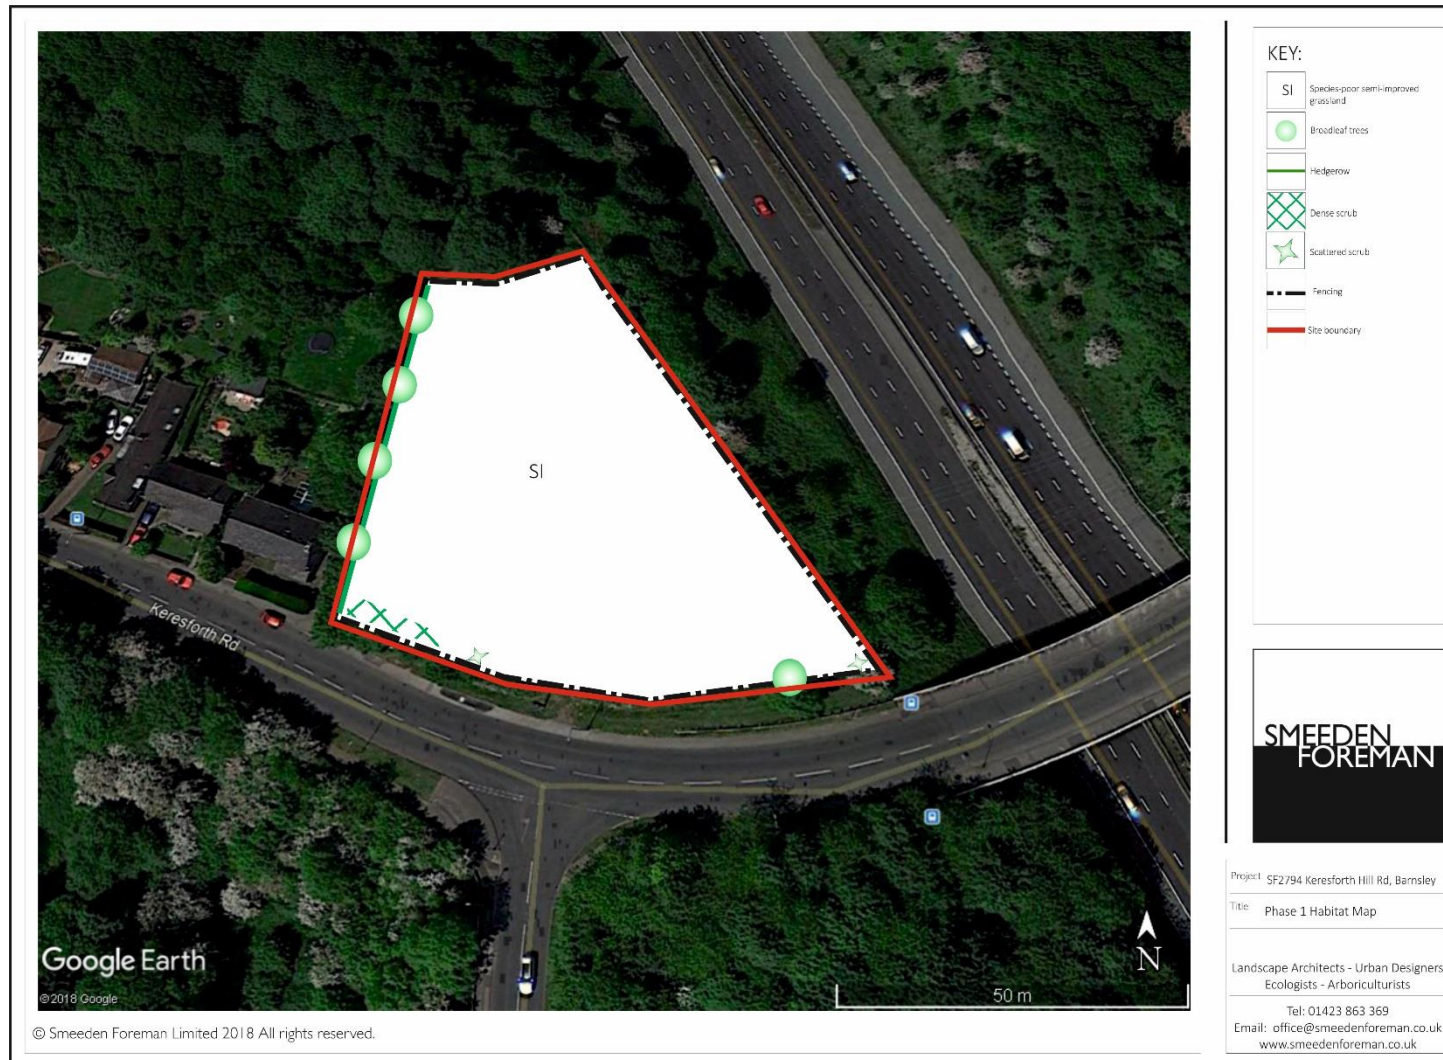 KEY:
SI
Species-poor semi-improved
grassland
Broadleaf trees
Hedgerow
Dense scrub
Scattered scrub
Fencing
Site boundary
SI
Keresforth Rd
Google Earth
©2018 Google
N
50 m
© Smeeden Foreman Limited 2018 All rights reserved.
SMEEDEN
FOREMAN
Project SF2794 Keresforth Hill Rd, Barnsley
Title Phase 1 Habitat Map
Landscape Architects - Urban Designers
Ecologists - Arboriculturists
Tel: 01423 863 369
Email: office@smeedenforeman.co.uk
www.smeedenforeman.co.uk